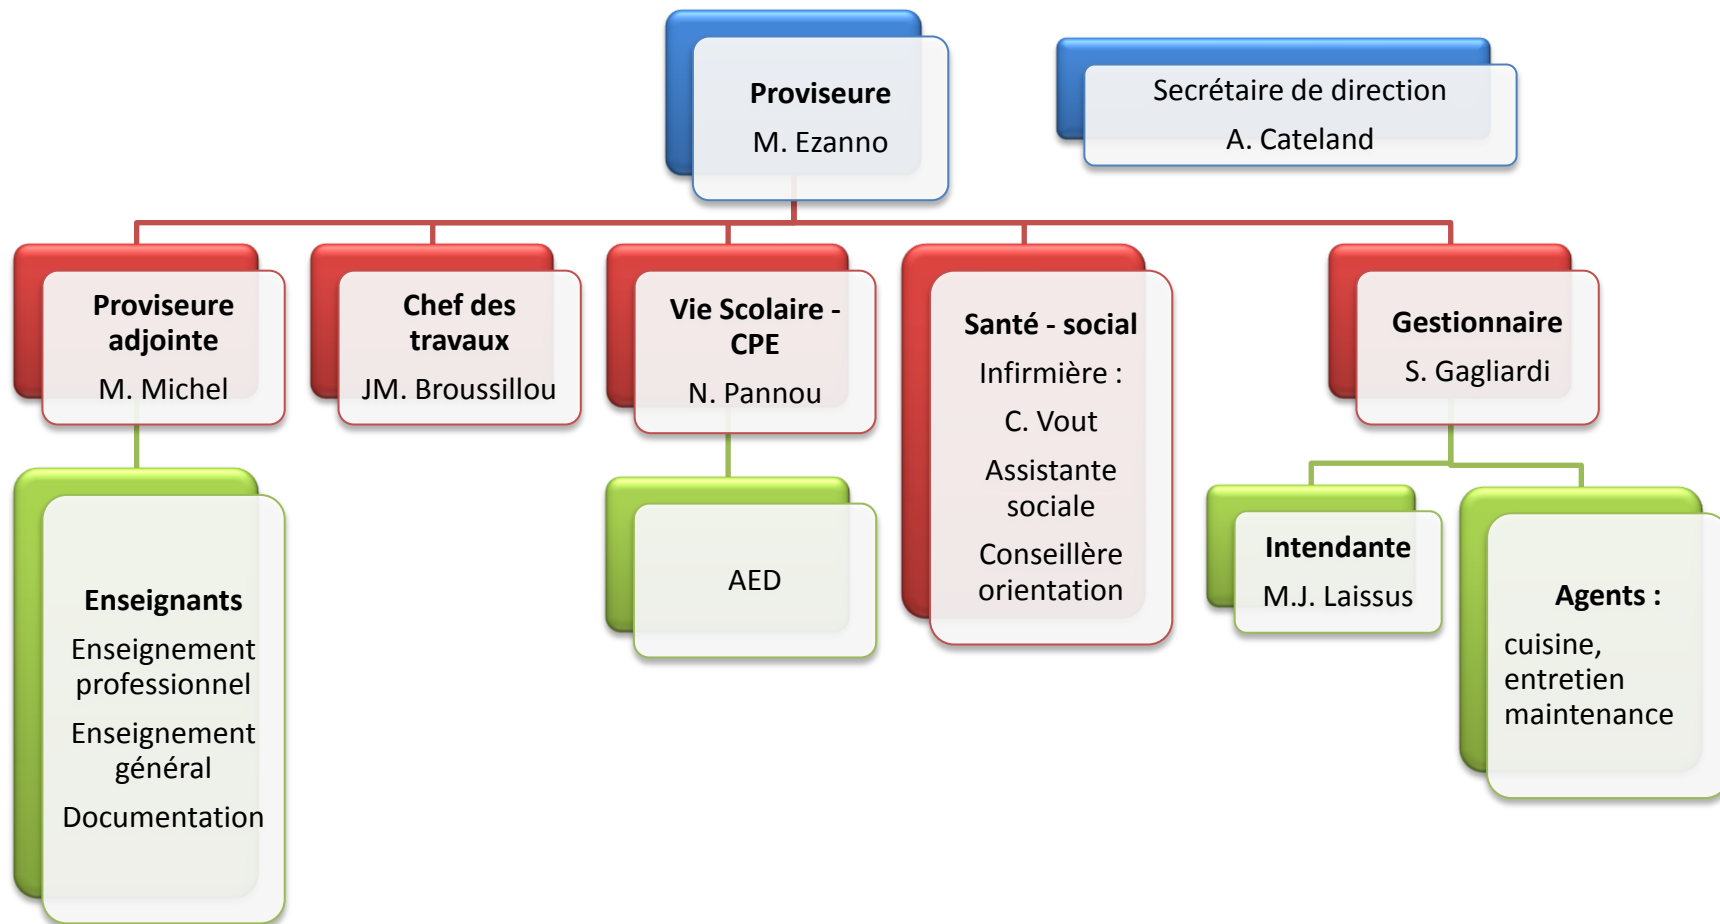 Proviseure
M. Ezanno
Secrétaire de direction
A. Cateland
Proviseure
adjointe
M. Michel
Chef des
travaux
JM. Broussillou
Vie Scolaire -
CPE
N. Pannou
Santé - social
Infirmière :
C. Vout
Assistante
sociale
Conseillère
orientation
Gestionnaire
S. Gagliardi
Enseignants
Enseignement
professionnel
Enseignement
général
Documentation
AED
Intendante
M.J. Laissus
Agents :
cuisine,
entretien
maintenance